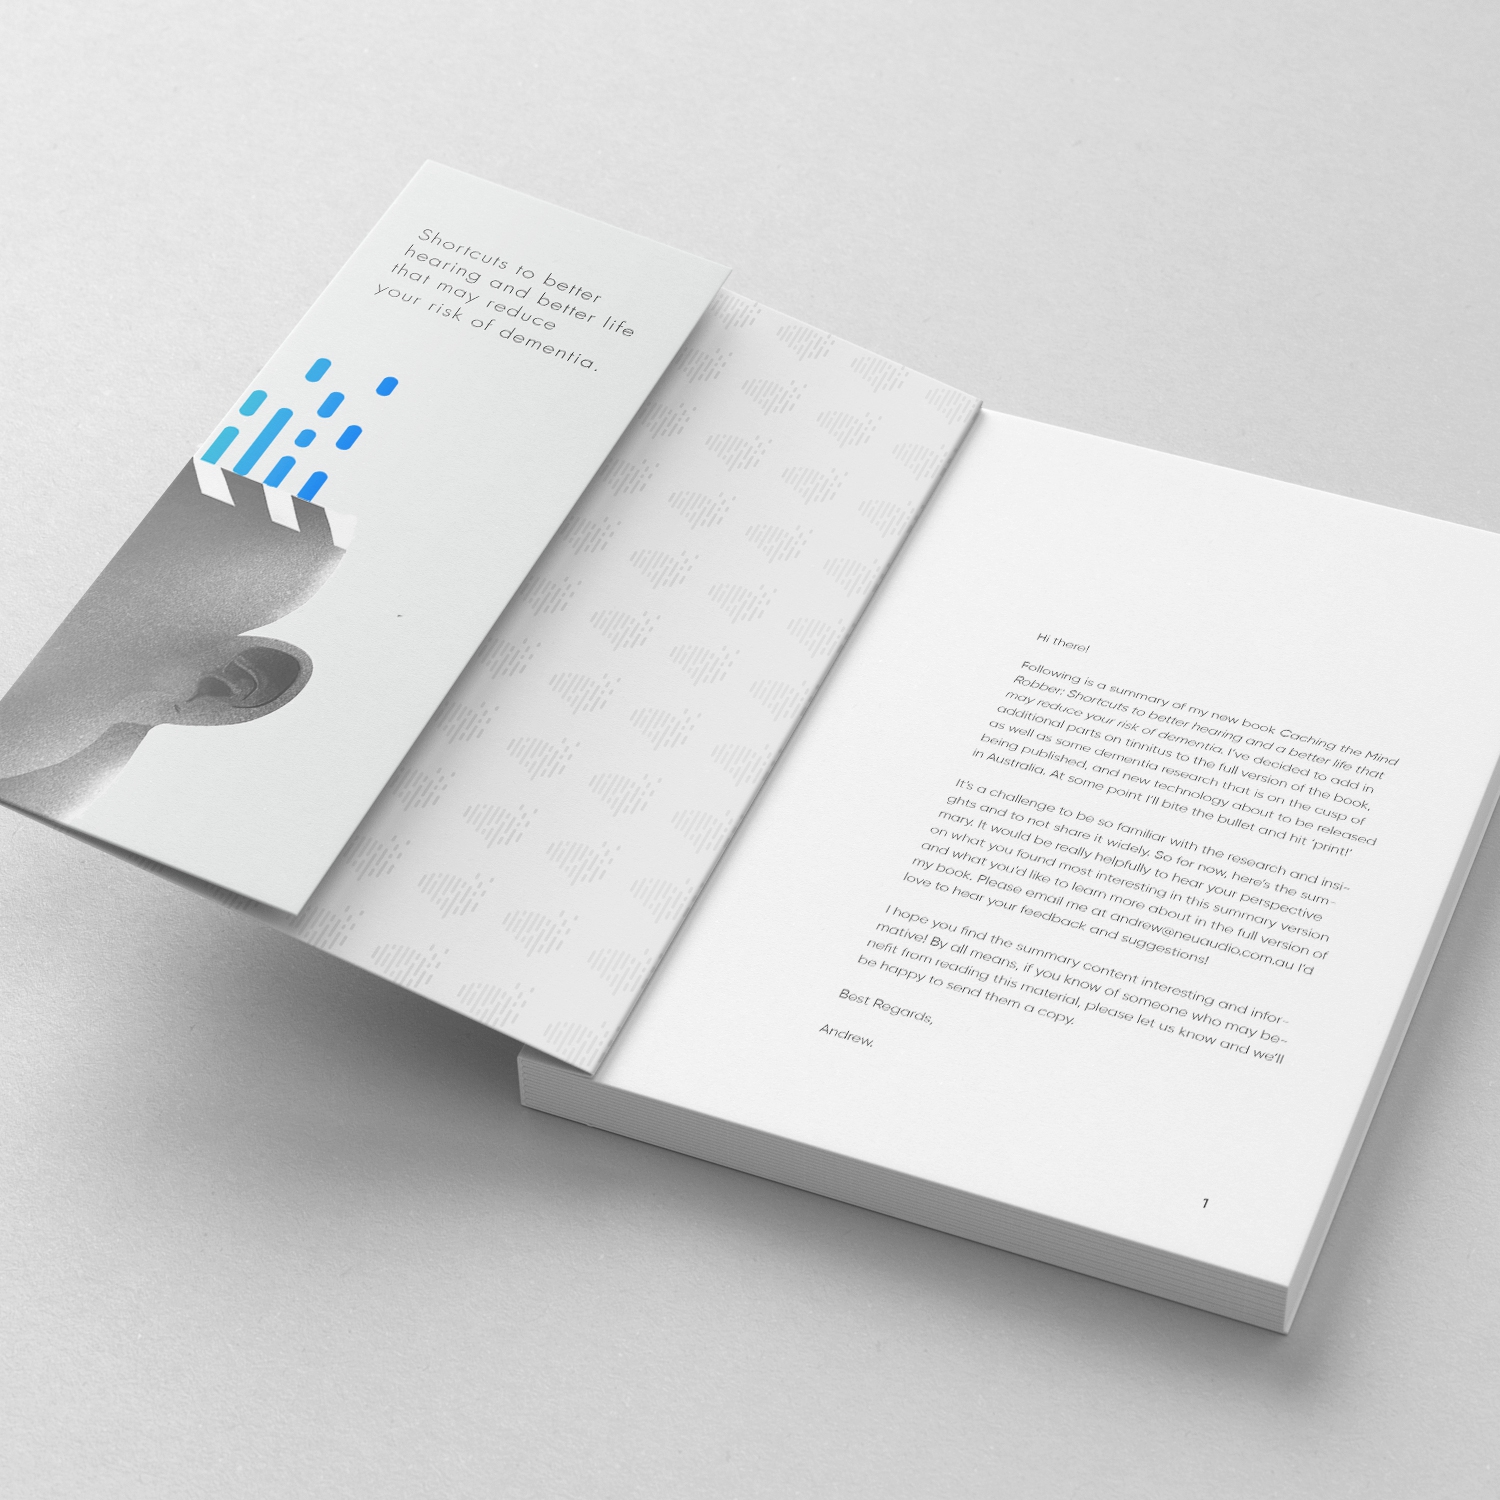 Shortcuts to better
hearing and better life
that may reduce
your risk of dementia.
Hi there!
Following is a summary of my new book Caching the Mind
Robber: Shortcuts to better hearing and a better life that
may reduce your risk of dementia. I've decided to add in
additional parts on tinnitus to the full version of the book,
as well as some dementia research that is on the cusp of
being published, and new technology about to be released
in Australia. At some point I'll bite the bullet and hit 'print!'
It's a challenge to be so familiar with the research and insi-
ghts and to not share it widely. So for now, here's the sum-
mary. It would be really helpfully to hear your perspective
on what you found most interesting in this summary version
and what you'd like to learn more about in the full version of
my book. Please email me at andrew@neuaudio.com.au I'd
love to hear your feedback and suggestions!
I hope you find the summary content interesting and infor-
mative! By all means, if you know of someone who may be-
nefit from reading this material, please let us know and we'll
be happy to send them a copy.
Best Regards,
Andrew.
1